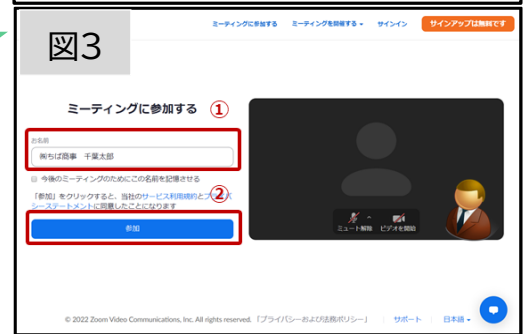 ミーティングに参加する ミーティングを開催する サインイン サインアップは無料です
図3
ミーティングに参加する ①
お名前
㈱ちば商事 千葉太郎
今後のミーティングのためにこの名前を記憶させる
「参加」をクリックすると、当社のサービス利用規約とプライバ
シーステートメントに同意したことになります
②
参加
ミュート解除 ビデオを開始
© 2022 Zoom Video Communications, Inc. All rights reserved. 「プライバシーおよび法務ポリシー」 サポート 日本語